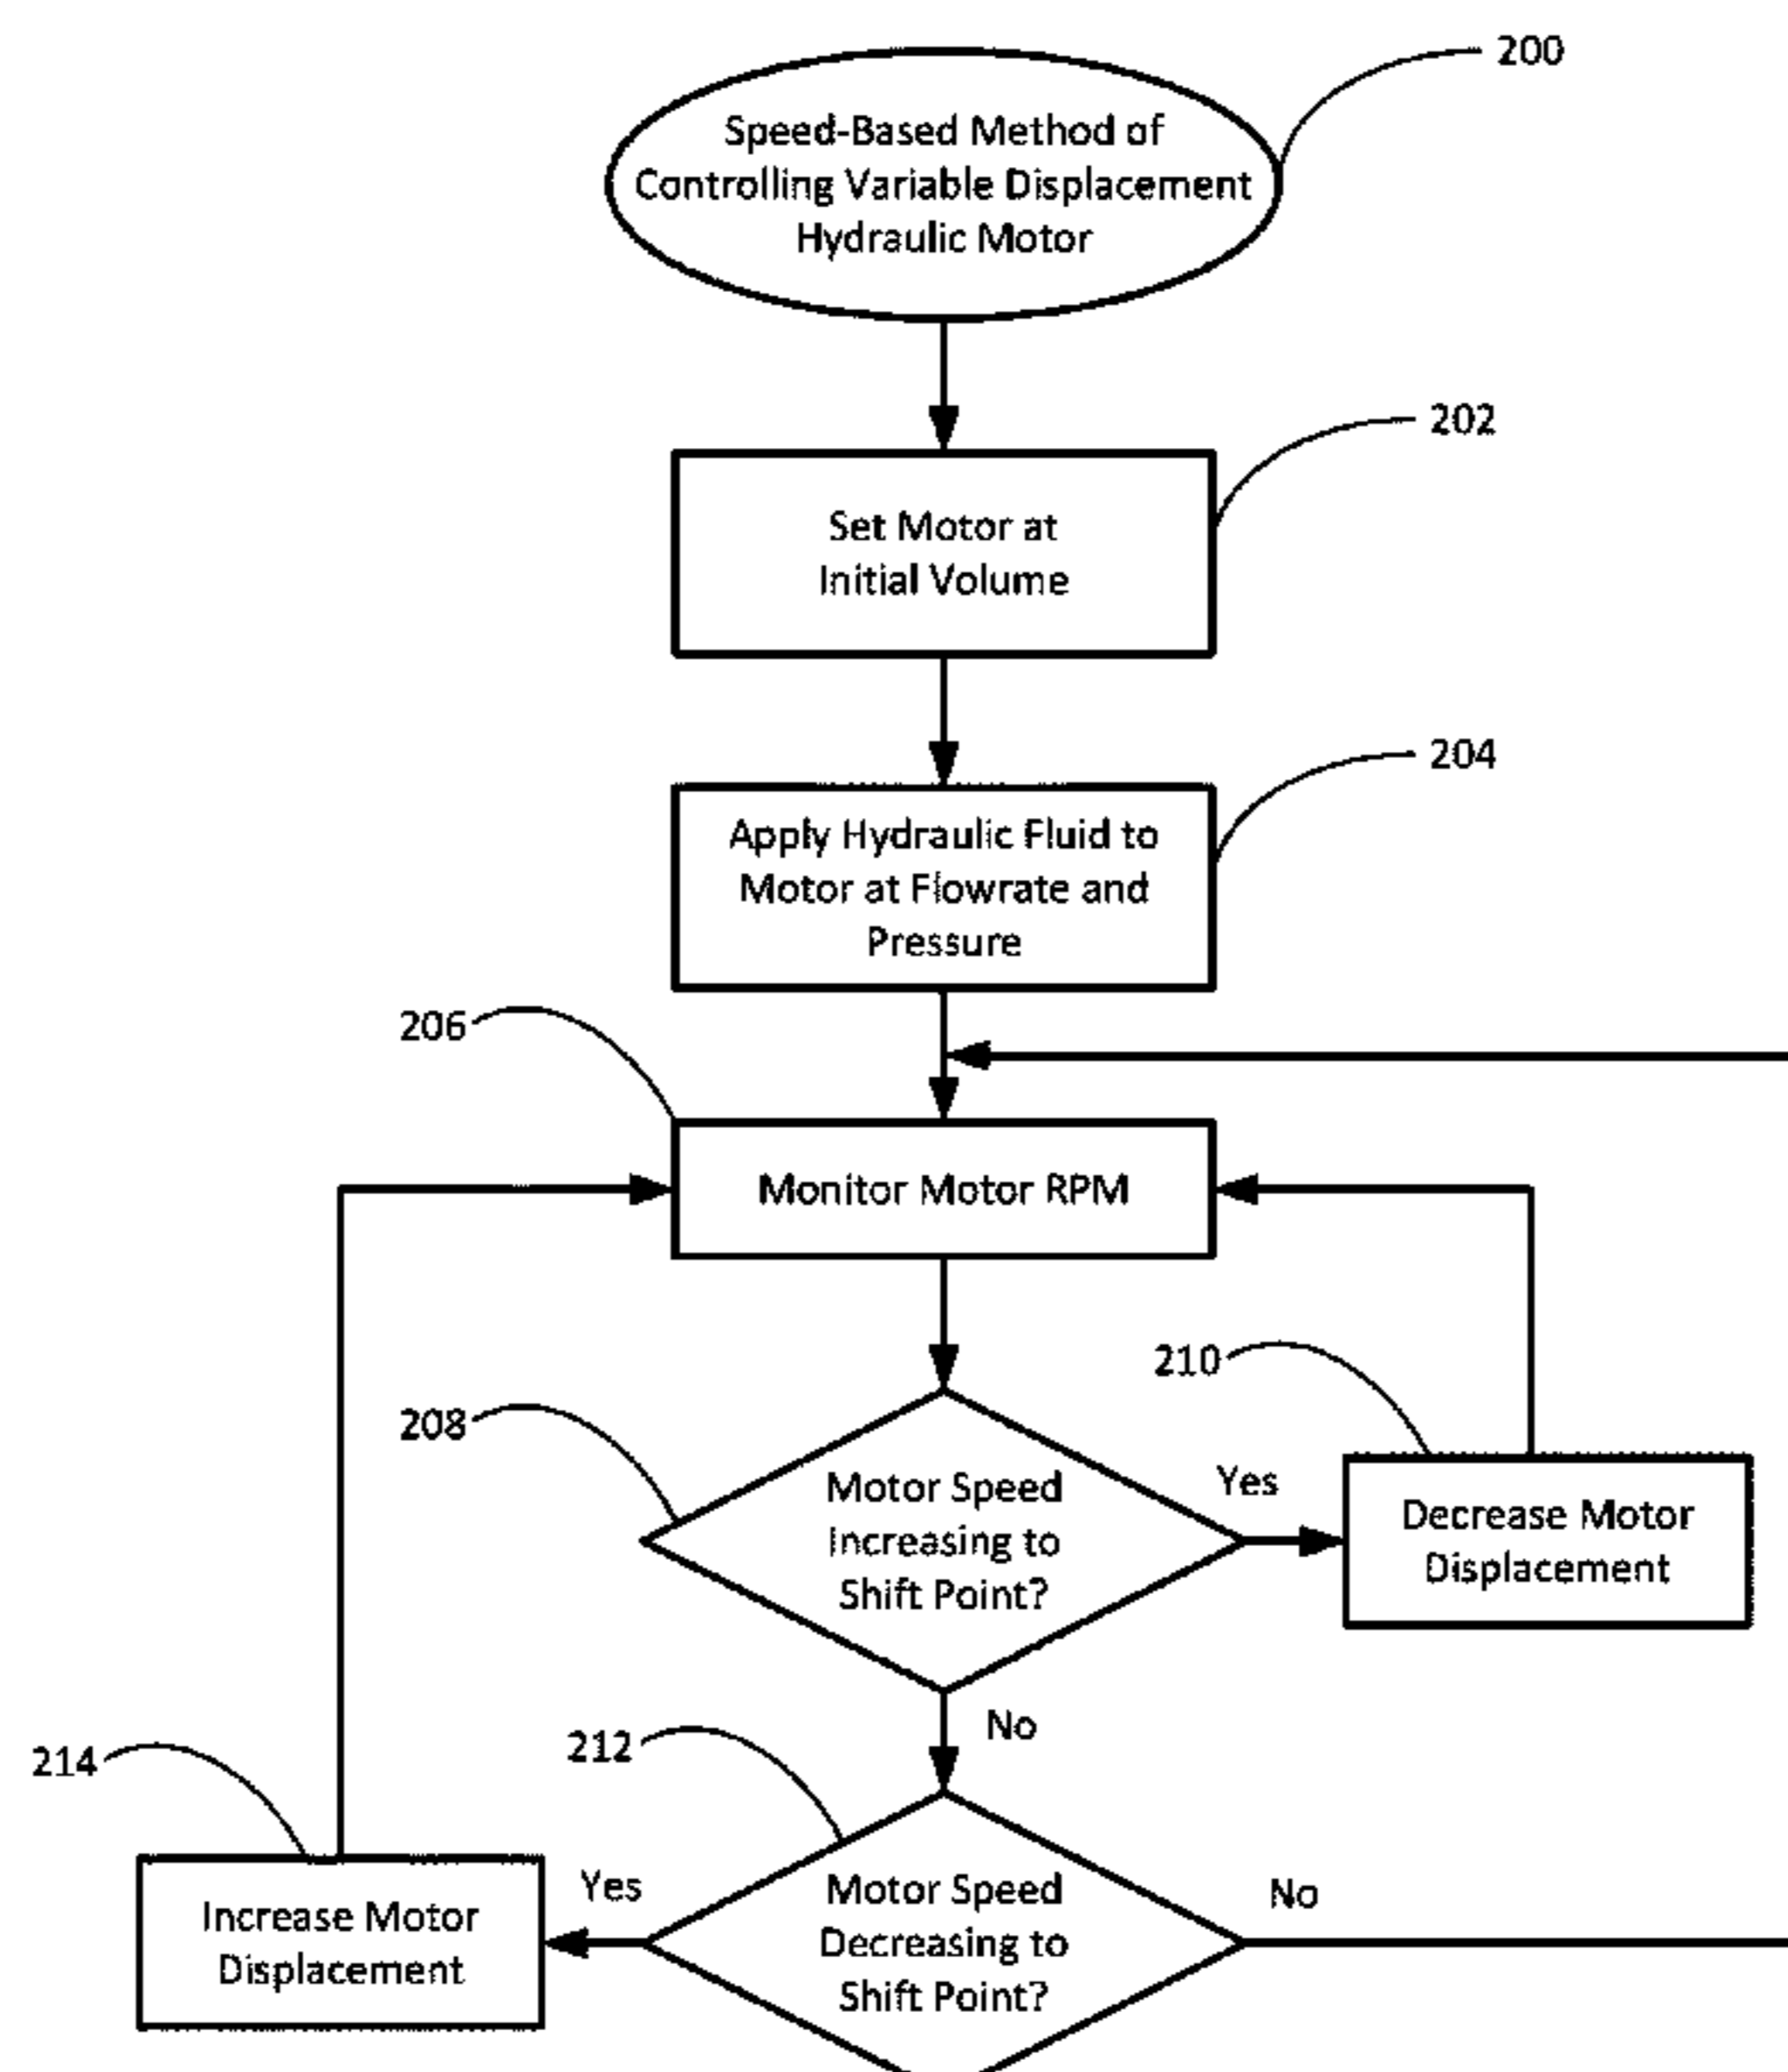 200
Speed-Based Method of
Controlling Variable Displacement
Hydraulic Motor
202
Set Motor at
Initial Volume
204
Apply Hydraulic Fluid to
Motor at Flowrate and
Pressure
206
Monitor Motor RPM
208
Motor Speed
Increasing to
Shift Point?
Yes
210
Decrease Motor
Displacement
No
212
Motor Speed
Decreasing to
Shift Point?
Yes
No
214
Increase Motor
Displacement